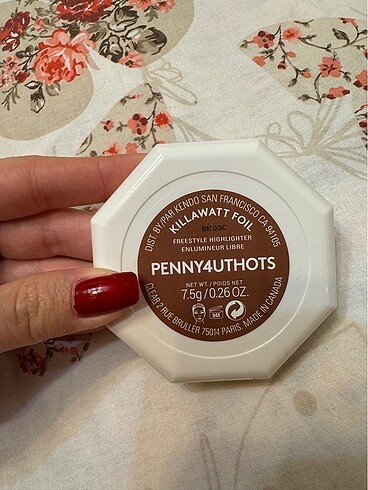 DIST. BY/PAR KENDO SAN FRANCISCO CA 94105
KILLAWATT FOIL
BK03C
FREESTYLE HIGHLIGHTER
ENLUMINEUR LIBRE
PENNY4UTHOTS
NET WT./POIDS NET
7.5g/0.26 OZ.
9M
CLEAR 2 RUE BRULLER 75014 PARIS. MADE IN CANADA